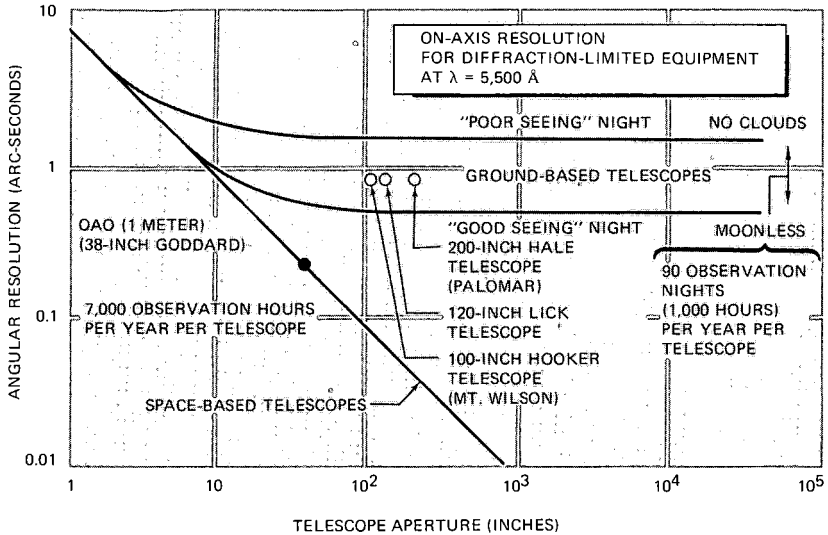 ANGULAR RESOLUTION (ARC-SECONDS)
10
1
0.1
0.01
ON-AXIS RESOLUTION
FOR DIFFRACTION-LIMITED EQUIPMENT
AT λ = 5,500 Å
"POOR SEEING" NIGHT
NO CLOUDS
GROUND-BASED TELESCOPES
"GOOD SEEING" NIGHT
MOONLESS
OAO (1 METER)
(38-INCH GODDARD)
7,000 OBSERVATION HOURS
PER YEAR PER TELESCOPE
SPACE-BASED TELESCOPES
200-INCH HALE
TELESCOPE
(PALOMAR)
120-INCH LICK
TELESCOPE
100-INCH HOOKER
TELESCOPE
(MT. WILSON)
90 OBSERVATION
NIGHTS
(1,000 HOURS)
PER YEAR PER
TELESCOPE
1
10
10²
10³
10⁴
10⁵
TELESCOPE APERTURE (INCHES)